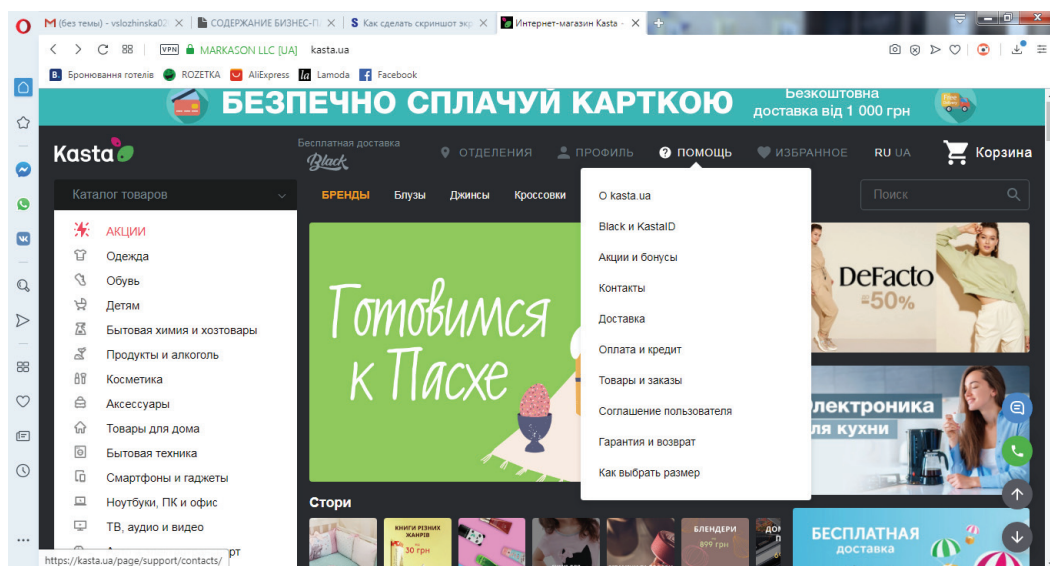 M (без темы) - vslozhinska02
СОДЕРЖАНИЕ БИЗНЕС-П
S Как сделать скриншот экр
Интернет-магазин Kasta -
VPN MARKASON LLC [UA] kasta.ua
B. Бронювання готелів ROZETKA AliExpress la Lamoda Facebook
БЕЗПЕЧНО СПЛАЧУЙ КАРТКОЮ
Безкоштовна
доставка від 1 000 грн
Kasta
Бесплатная доставка
Black
ОТДЕЛЕНИЯ ПРОФИЛЬ ПОМОЩЬ ИЗБРАННОЕ RU UA Корзина
Каталог товаров
БРЕНДЫ Блузы Джинсы Кроссовки
Поиск
АКЦИИ
Одежда
Обувь
Детям
Бытовая химия и хозтовары
Продукты и алкоголь
Косметика
Аксессуары
Товары для дома
Бытовая техника
Смартфоны и гаджеты
Ноутбуки, ПК и офис
ТВ, аудио и видео
https://kasta.ua/page/support/contacts/
Готовимся
к Пасхе
О kasta.ua
Black и KastaID
Акции и бонусы
Контакты
Доставка
Оплата и кредит
Товары и заказы
Соглашение пользователя
Гарантия и возврат
Как выбрать размер
DeFacto
-50%
лектроника
ля кухни
Стори
КНИГИ РІЗНИХ
ЖАНРІВ
30 грн
БЛЕНДЕРИ
899 грн
БЕСПЛАТНАЯ
доставка